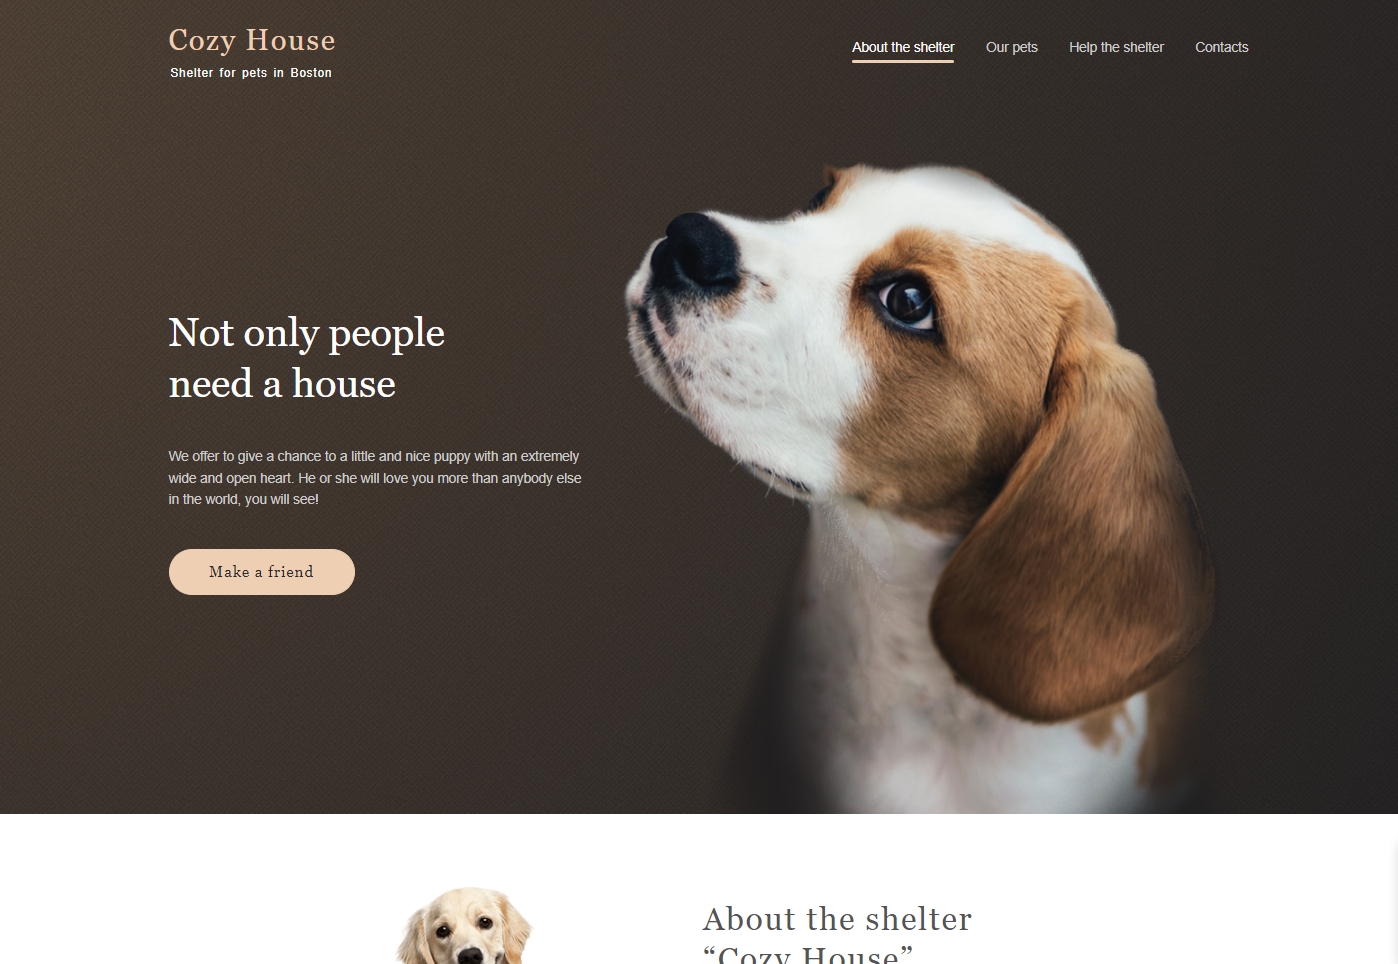 Cozy House
Shelter for pets in Boston
About the shelter
Our pets
Help the shelter
Contacts
Not only people
need a house
We offer to give a chance to a little and nice puppy with an extremely
wide and open heart. He or she will love you more than anybody else
in the world, you will see!
Make a friend
About the shelter
“Cozy House”